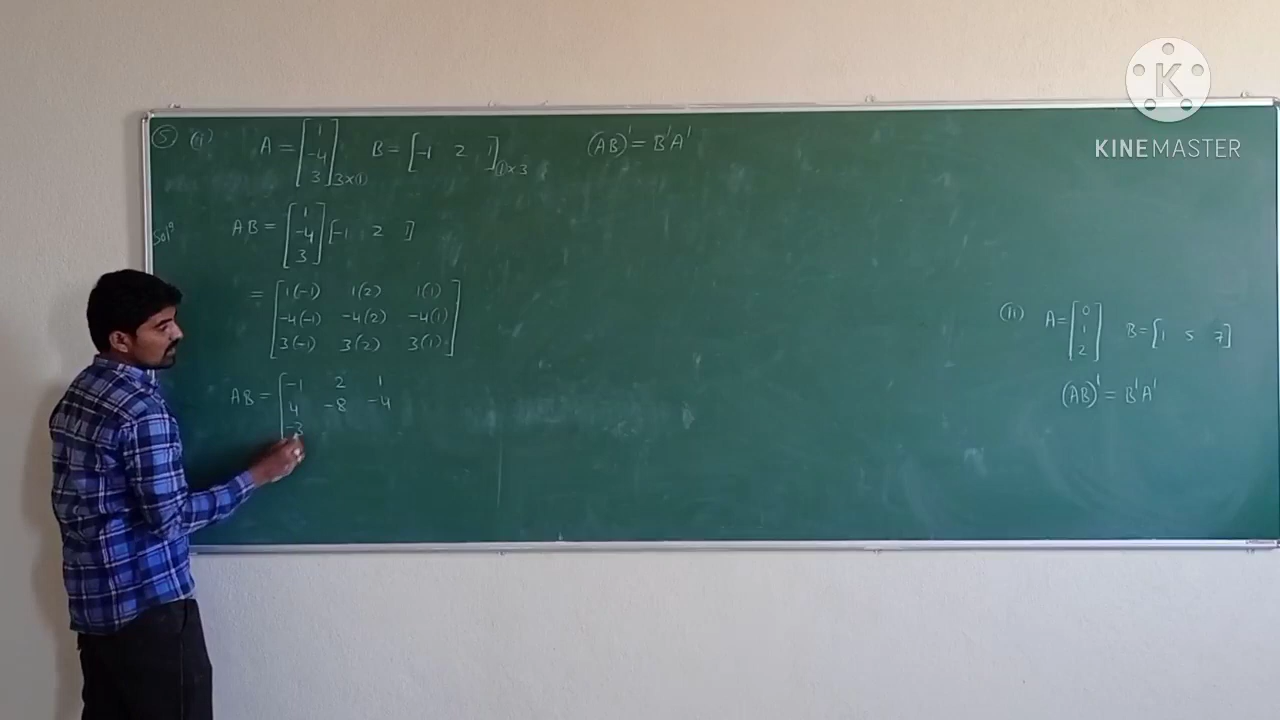 ⑤ (i) A = [1 -4 3]3×① B = [-1 2 1]①×3 (AB)' = B'A'
Solⁿ AB = [1 -4 3] [-1 2 1]
= [1(-1) 1(2) 1(1)
-4(-1) -4(2) -4(1)
3(-1) 3(2) 3(1)]
AB = [-1 2 1
4 -8 -4
-3
(ii) A = [0 1 2] B = [1 5 7]
(AB)' = B'A'
K
KINEMASTER